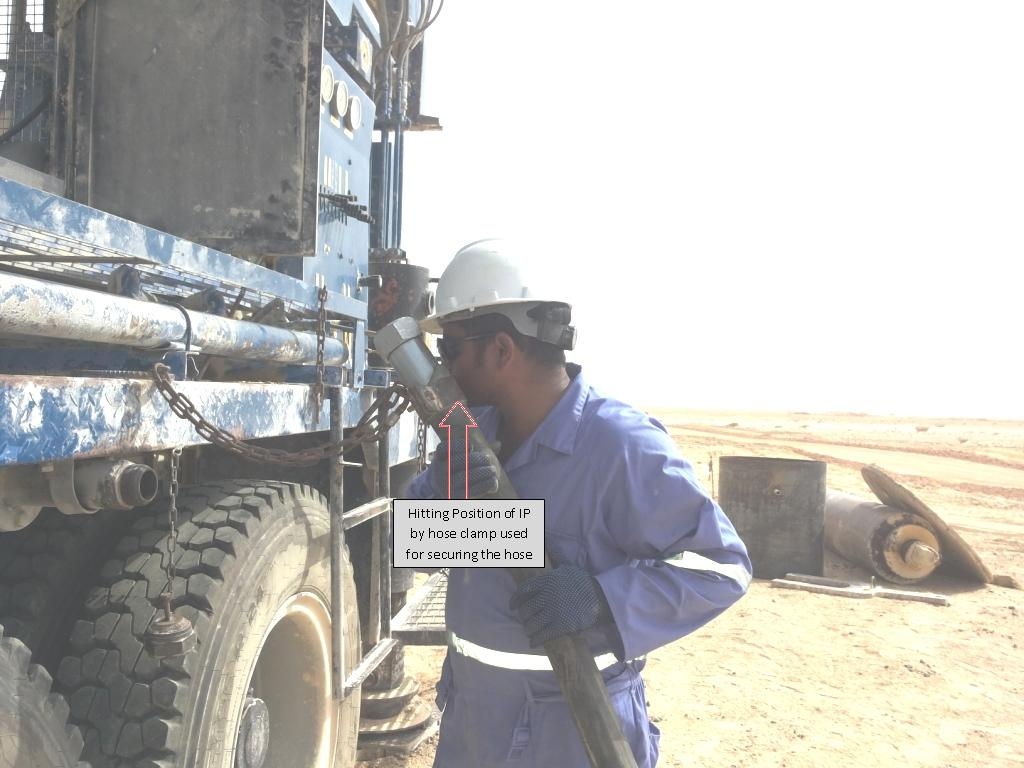 Hitting Position of IP
by hose clamp used
for securing the hose